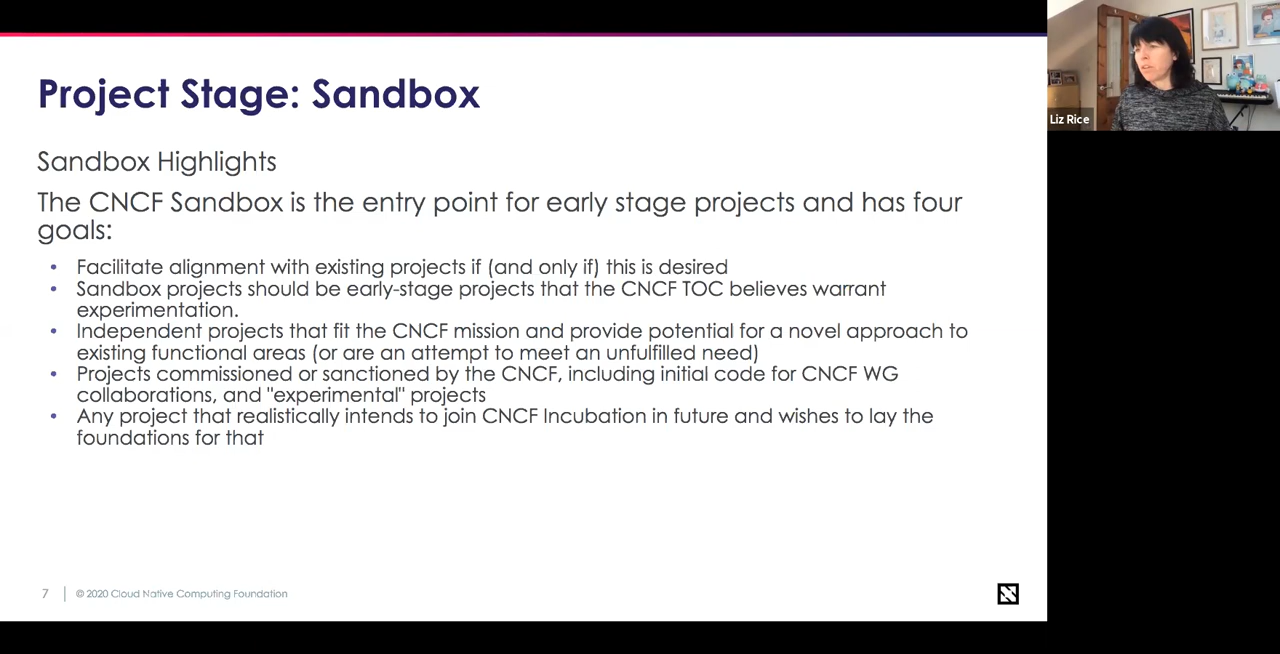 Project Stage: Sandbox
Liz Rice
Sandbox Highlights
The CNCF Sandbox is the entry point for early stage projects and has four
goals:
• Facilitate alignment with existing projects if (and only if) this is desired
• Sandbox projects should be early-stage projects that the CNCF TOC believes warrant
experimentation.
• Independent projects that fit the CNCF mission and provide potential for a novel approach to
existing functional areas (or are an attempt to meet an unfulfilled need)
• Projects commissioned or sanctioned by the CNCF, including initial code for CNCF WG
collaborations, and "experimental" projects
• Any project that realistically intends to join CNCF Incubation in future and wishes to lay the
foundations for that
7 | © 2020 Cloud Native Computing Foundation